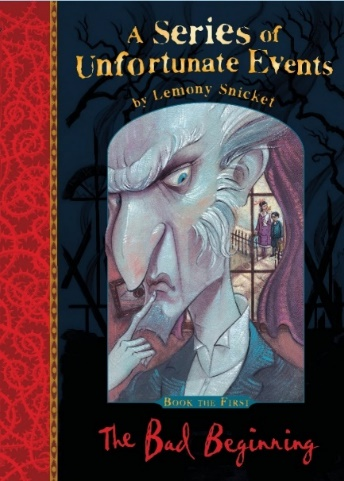 A Series of
Unfortunate Events
by Lemony Snicket
BOOK THE FIRST
The Bad Beginning